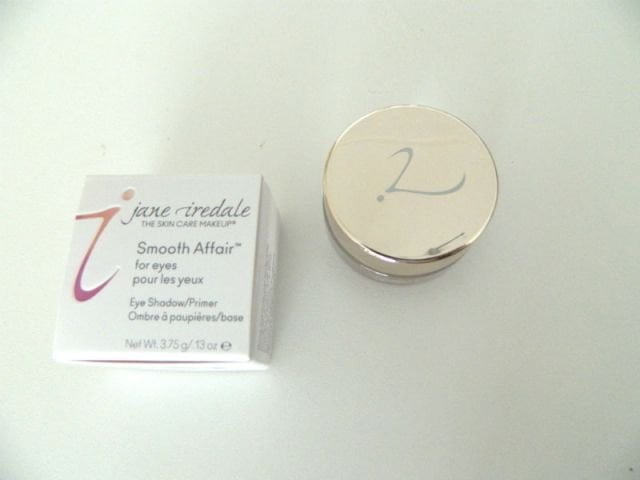 jane iredale
THE SKIN CARE MAKEUP®
Smooth Affair™
for eyes
pour les yeux
Eye Shadow/Primer
Ombre à paupières/base
Net Wt. 3.75 g/.13 oz ℮